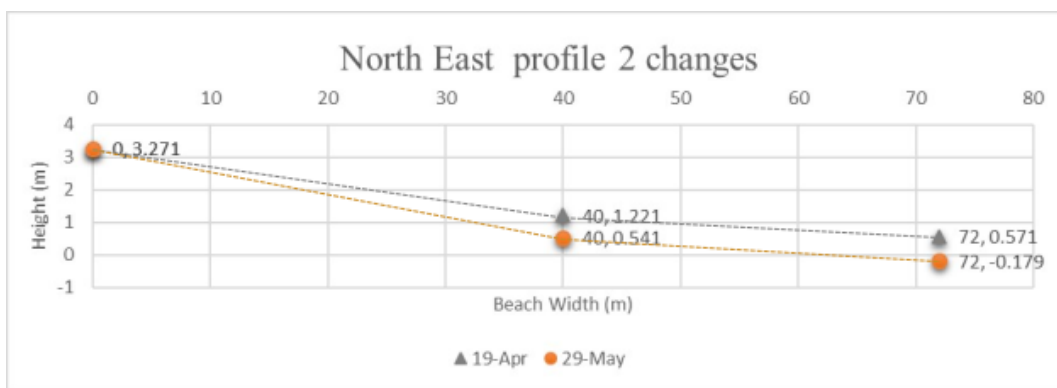 North East profile 2 changes
0 10 20 30 40 50 60 70 80
4
3
2
1
0
-1
Height (m)
0, 3.271
40, 1.221
40, 0.541
72, 0.571
72, -0.179
Beach Width (m)
19-Apr 29-May